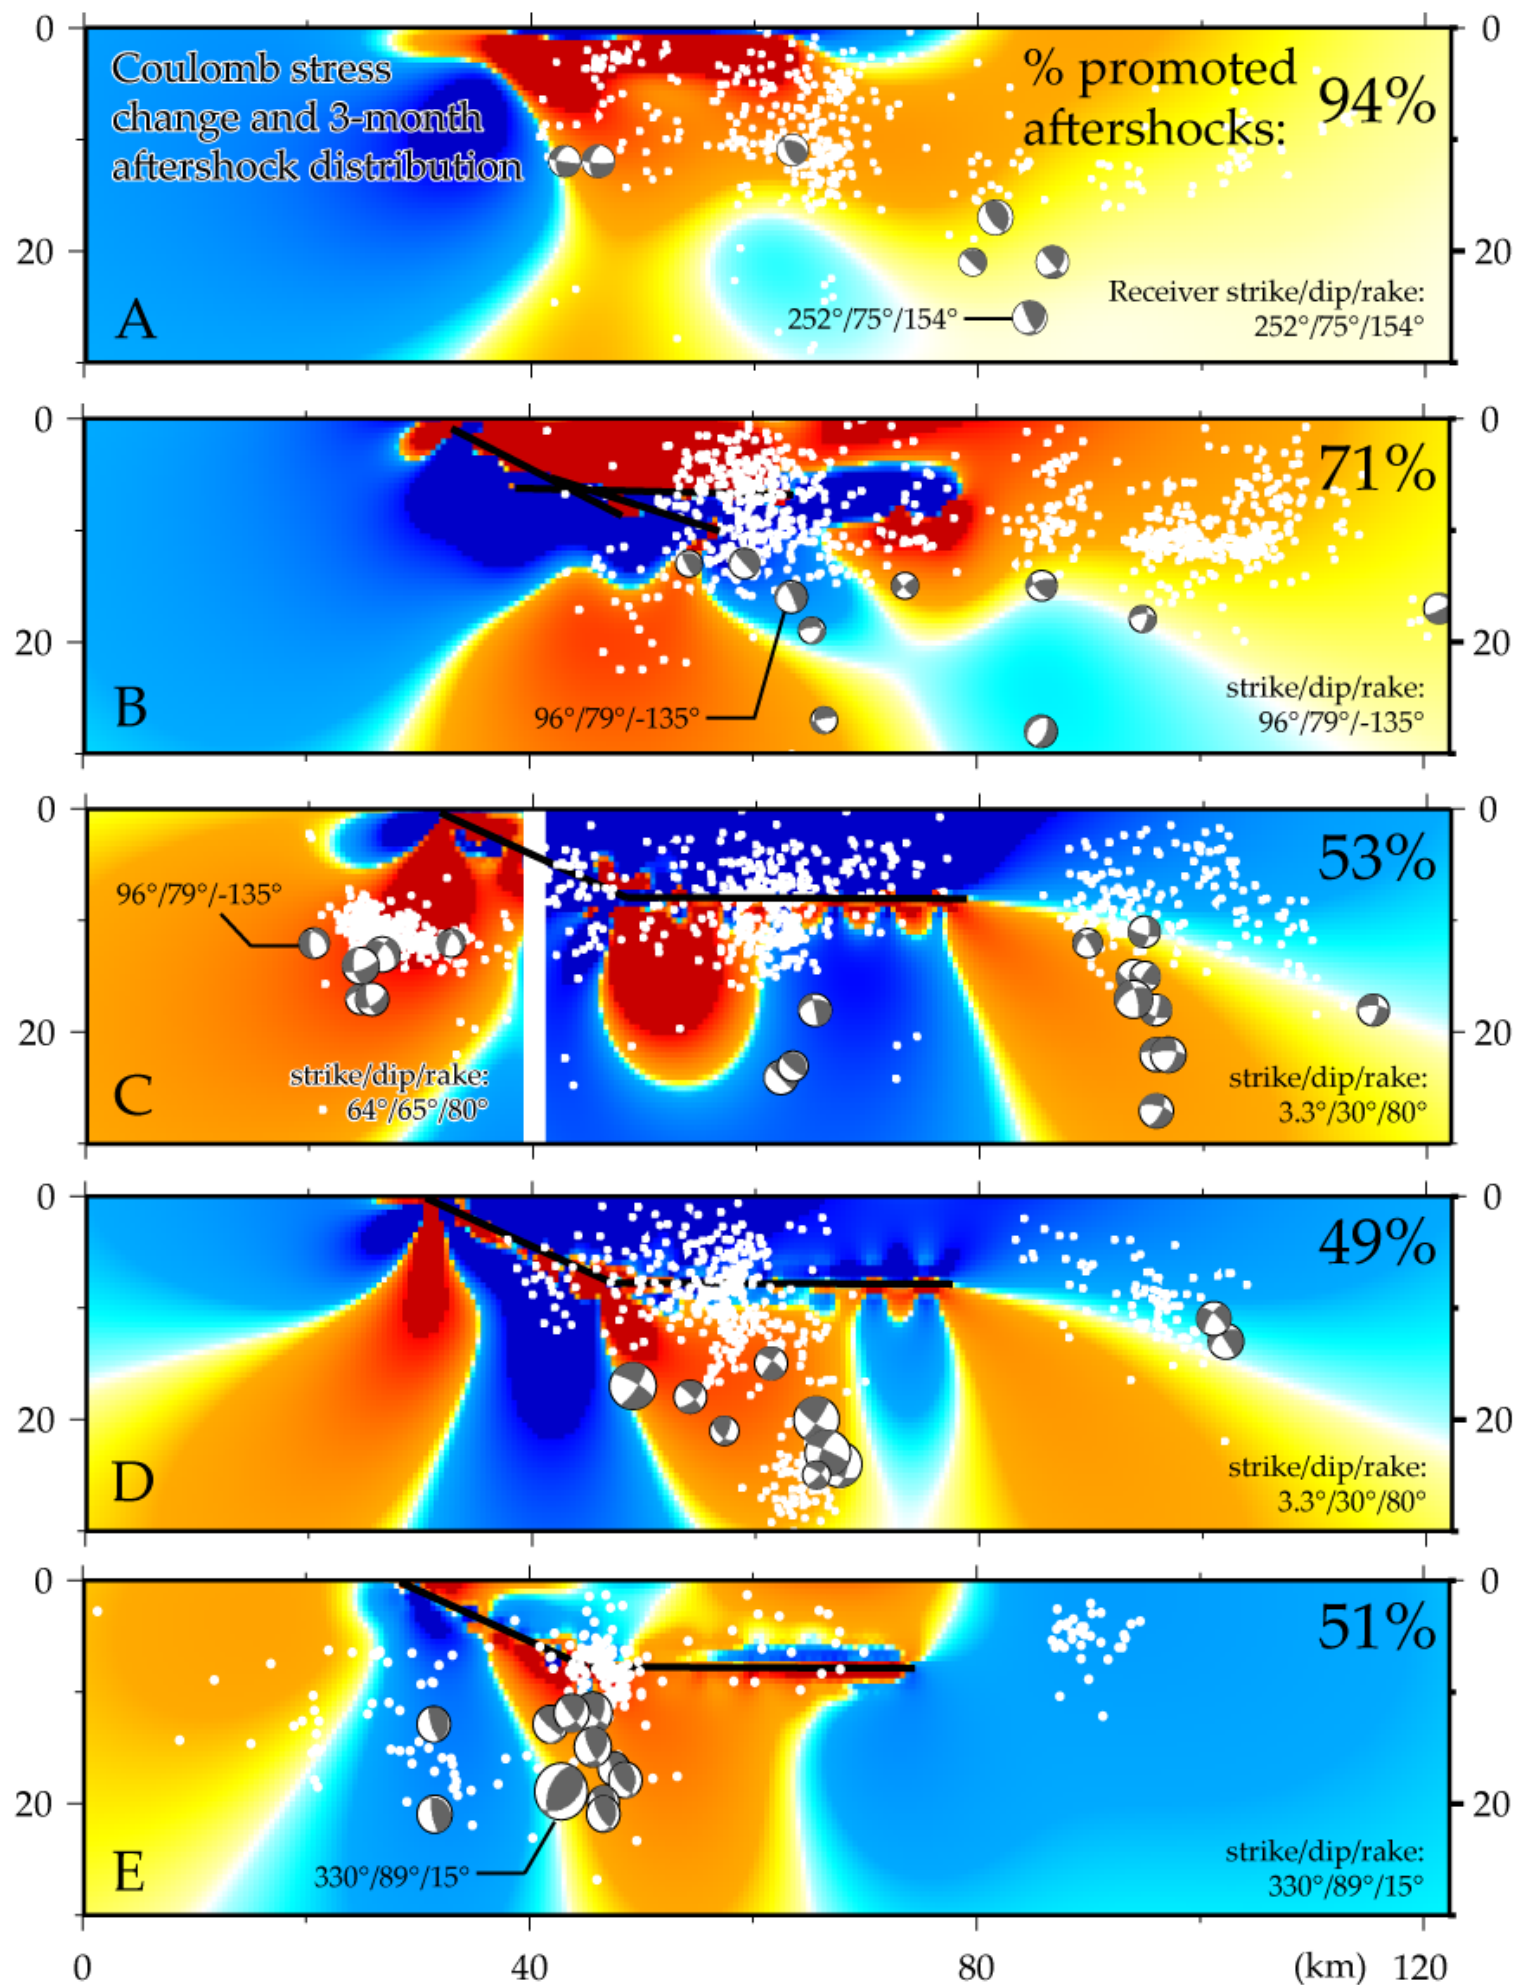 0
0
Coulomb stress
change and 3-month
aftershock distribution
% promoted
aftershocks:
94%
20
20
A
252°/75°/154°
Receiver strike/dip/rake:
252°/75°/154°
0
0
71%
20
20
B
96°/79°/-135°
strike/dip/rake:
96°/79°/-135°
0
0
53%
96°/79°/-135°
20
20
C
strike/dip/rake:
64°/65°/80°
strike/dip/rake:
3.3°/30°/80°
0
0
49%
20
20
D
strike/dip/rake:
3.3°/30°/80°
0
0
51%
20
20
E
330°/89°/15°
strike/dip/rake:
330°/89°/15°
0
40
80
(km)
120